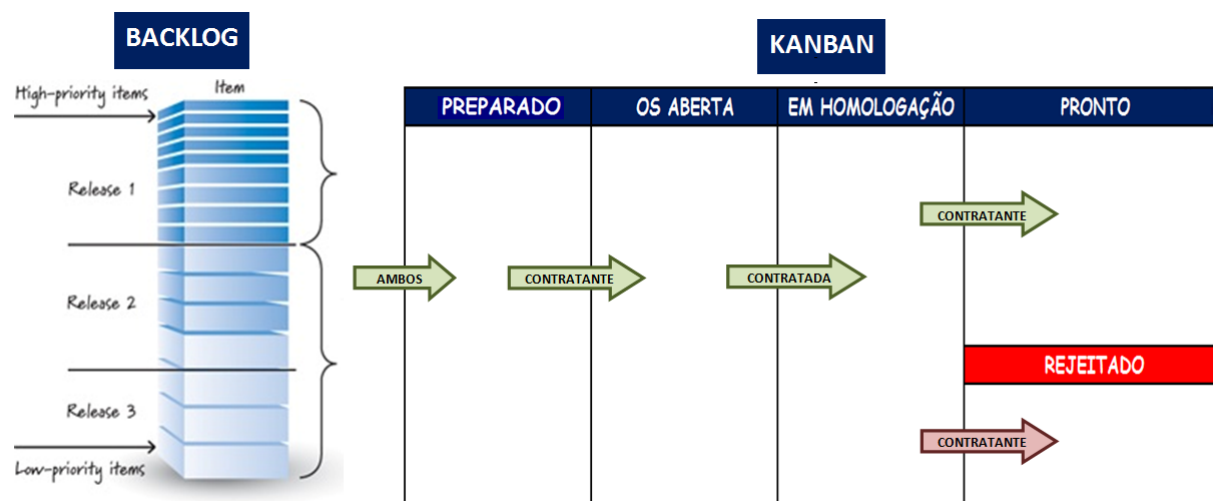 BACKLOG
High-priority items
Item
Release 1
Release 2
Release 3
Low-priority items
KANBAN
PREPARADO
OS ABERTA
EM HOMOLOGAÇÃO
PRONTO
CONTRATANTE
AMBOS
CONTRATANTE
CONTRATADA
REJEITADO
CONTRATANTE